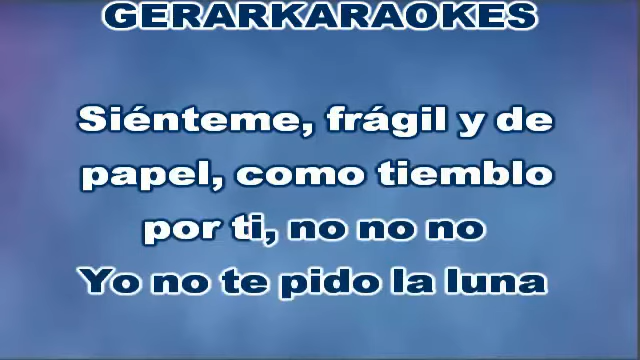 GERARKARAOKES
Siénteme, frágil y de
papel, como tiemblo
por ti, no no no
Yo no te pido la luna